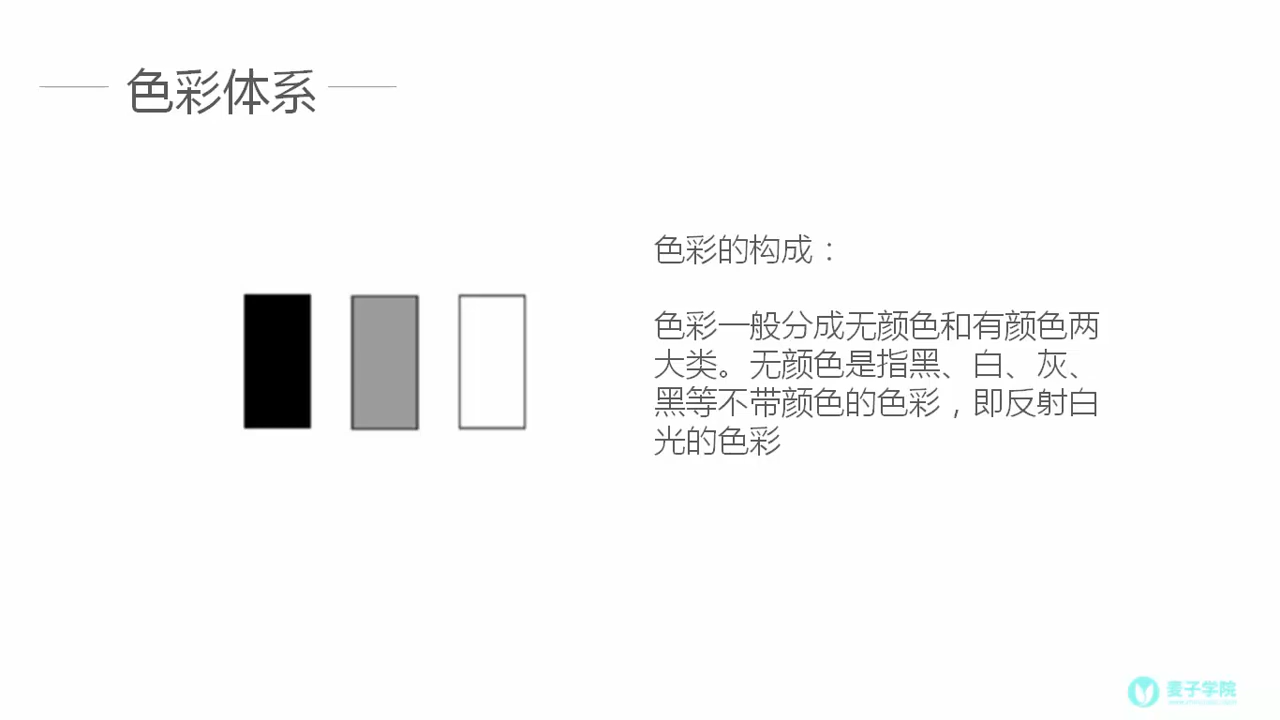 色彩体系
色彩的构成：
色彩一般分成无颜色和有颜色两
大类。无颜色是指黑、白、灰、
黑等不带颜色的色彩，即反射白
光的色彩
麦子学院